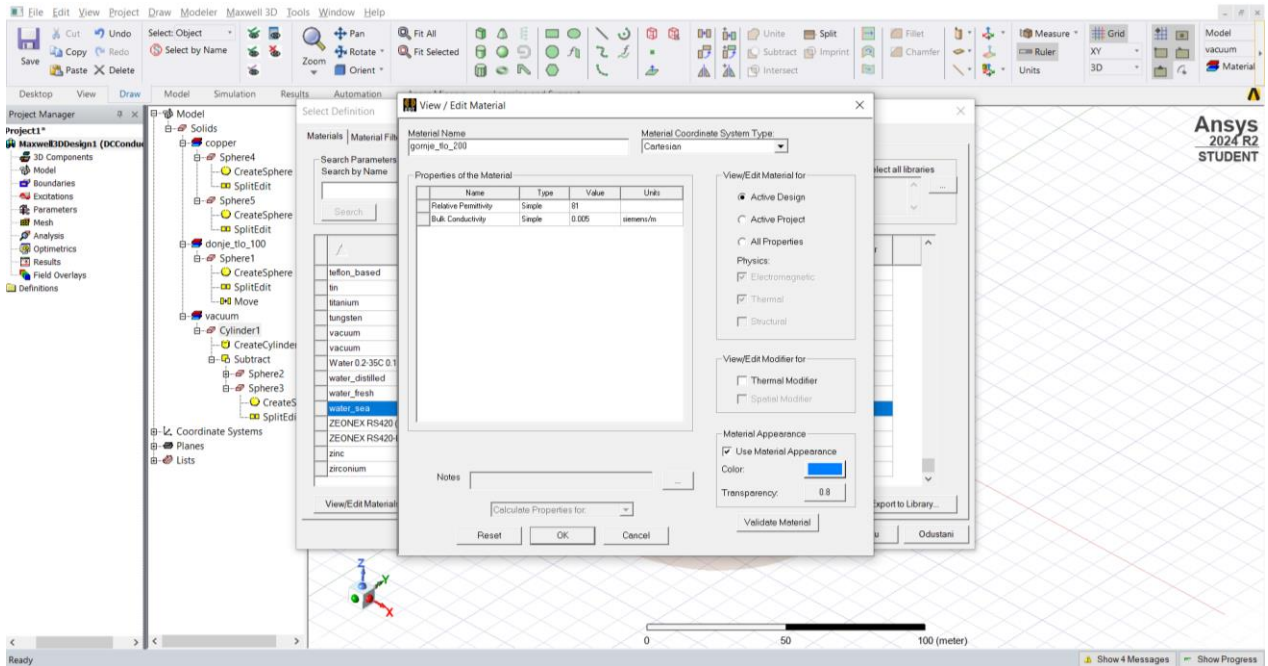 File Edit View Project Draw Modeler Maxwell 3D Tools Window Help
Save
Cut Undo
Copy Redo
Paste Delete
Select: Object
Select by Name
Zoom
Pan
Rotate
Orient
Fit All
Fit Selected
Unite Split
Subtract Imprint
Intersect
Fillet
Chamfer
Measure
Ruler
Units
Grid
XY
3D
Model
vacuum
Material
Desktop View Draw Model Simulation Results Automation
Project Manager
Project1*
Maxwell3DDesign1 (DCCondu
3D Components
Model
Boundaries
Excitations
Parameters
Mesh
Analysis
Optimetrics
Results
Field Overlays
Definitions
Model
Solids
copper
Sphere4
CreateSphere
SplitEdit
Sphere5
CreateSphere
SplitEdit
donje_tlo_100
Sphere1
CreateSphere
SplitEdit
Move
vacuum
Cylinder1
CreateCylinder
Subtract
Sphere2
Sphere3
CreateS
SplitEdi
Coordinate Systems
Planes
Lists
Select Definition
Materials Material Filt
Search Parameters
Search by Name
Search
elect all libraries
...
teflon_based
tin
titanium
tungsten
vacuum
vacuum
Water 0.2-35C 0.1
water_distilled
water_fresh
water_sea
ZEONEX RS420 (
ZEONEX RS420-
zinc
zirconium
View/Edit Material
Export to Library...
u Odustani
View / Edit Material
Material Name
gornje_tlo_200
Material Coordinate System Type:
Cartesian
Properties of the Material
Name Type Value Units
Relative Permittivity Simple 81
Bulk Conductivity Simple 0.005 siemens/m
View/Edit Material for
Active Design
Active Project
All Properties
Physics:
Electromagnetic
Thermal
Structural
View/Edit Modifier for
Thermal Modifier
Spatial Modifier
Material Appearance
Use Material Appearance
Color:
Transparency: 0.8
Notes
...
Calculate Properties for:
Validate Material
Reset OK Cancel
Ansys
2024 R2
STUDENT
Z
Y
X
0 50 100 (meter)
Ready
Show 4 Messages Show Progress